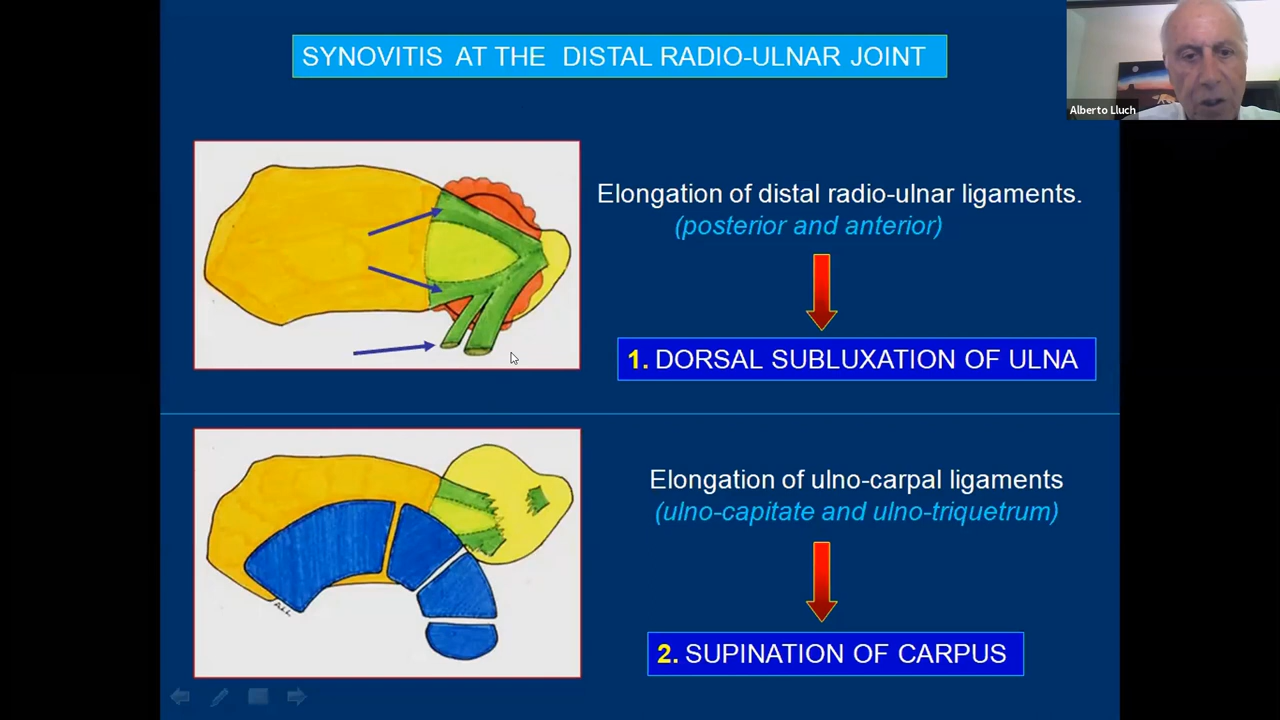 SYNOVITIS AT THE DISTAL RADIO-ULNAR JOINT
Alberto Lluch
Elongation of distal radio-ulnar ligaments.
(posterior and anterior)
1. DORSAL SUBLUXATION OF ULNA
Elongation of ulno-carpal ligaments
(ulno-capitate and ulno-triquetrum)
2. SUPINATION OF CARPUS